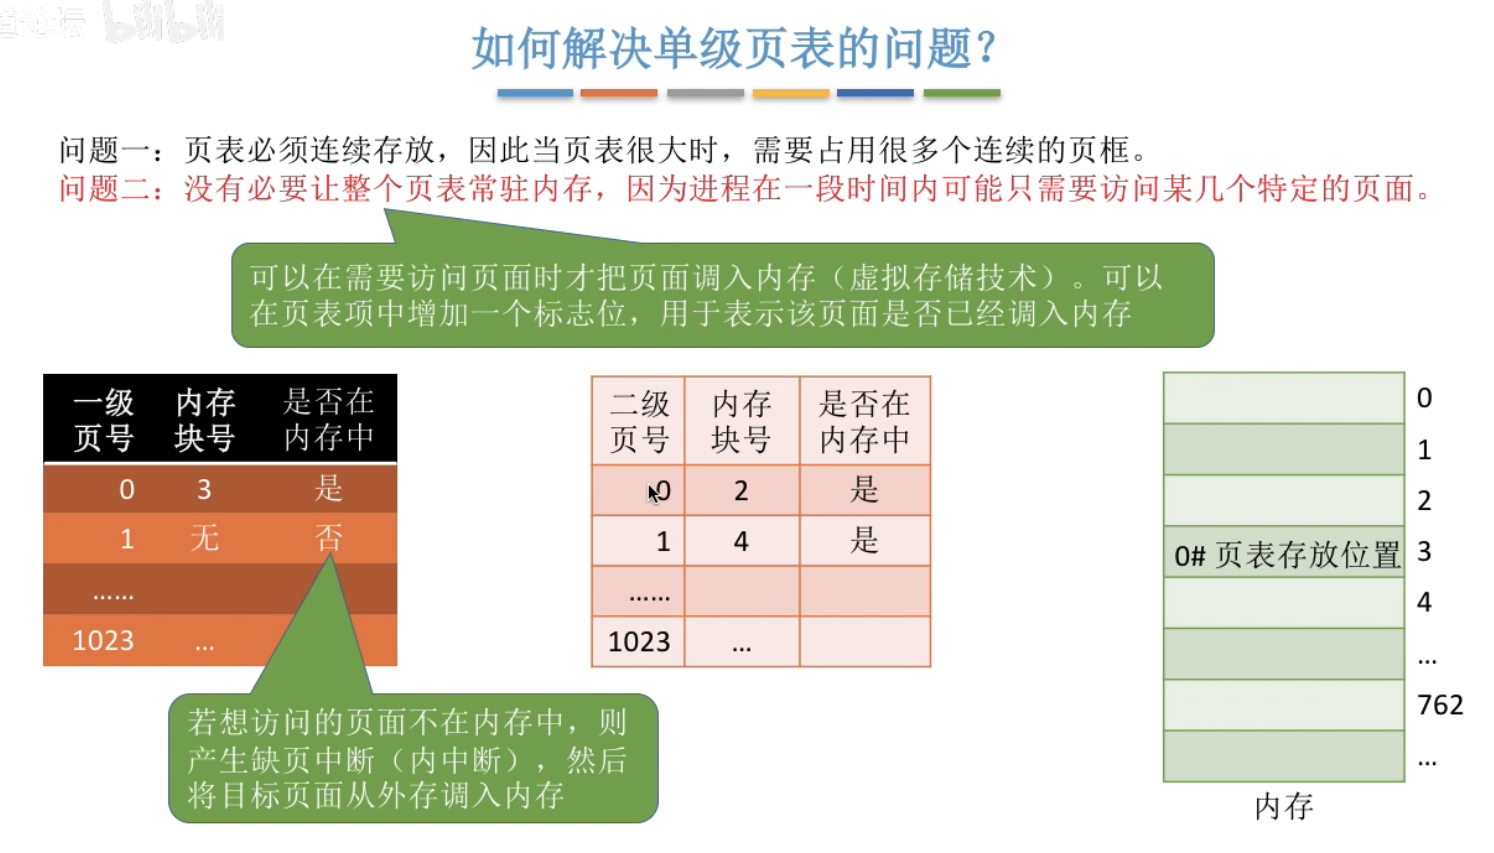 道论坛 bilibili
如何解决单级页表的问题?
问题一：页表必须连续存放，因此当页表很大时，需要占用很多个连续的页框。
问题二：没有必要让整个页表常驻内存，因为进程在一段时间内可能只需要访问某几个特定的页面。
可以在需要访问页面时才把页面调入内存（虚拟存储技术）。可以
在页表项中增加一个标志位，用于表示该页面是否已经调入内存
一级 内存 是否在
页号 块号 内存中
0 3 是
1 无 否
......
1023 ...
若想访问的页面不在内存中，则
产生缺页中断（内中断），然后
将目标页面从外存调入内存
二级 内存 是否在
页号 块号 内存中
0 2 是
1 4 是
......
1023 ...
0
1
2
0# 页表存放位置 3
4
...
762
...
内存